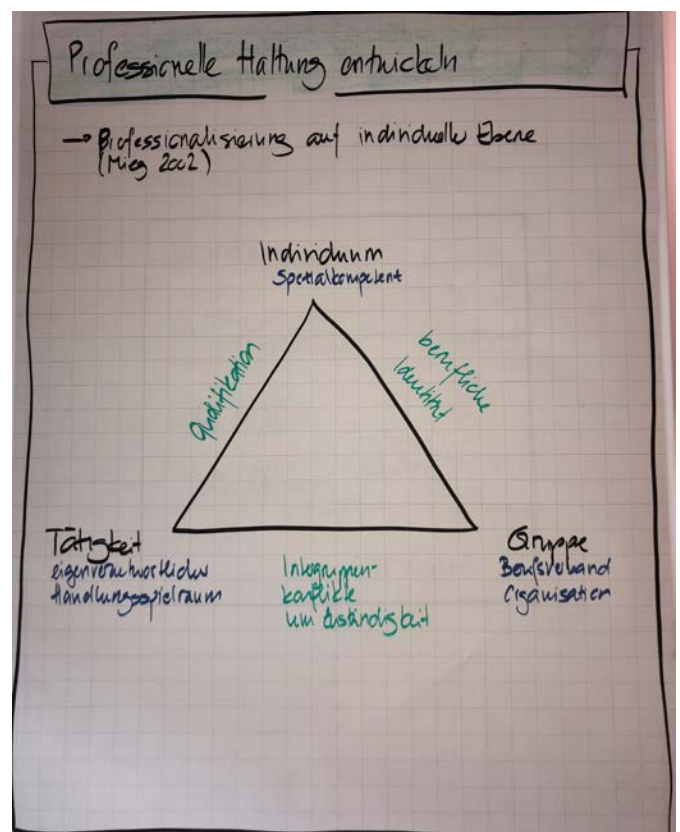 Professionelle Haltung entwickeln
→ Professionalisierung auf individuelle Ebene
(Mieg 2002)
Individuum
Spezialkompetent
Qualifikation
berufliche
Identität
Tätigkeit
eigenverantwortlicher
Handlungsspielraum
Intergruppen-
konflikte
um Zuständigkeit
Gruppe
Berufsverband
Organisation